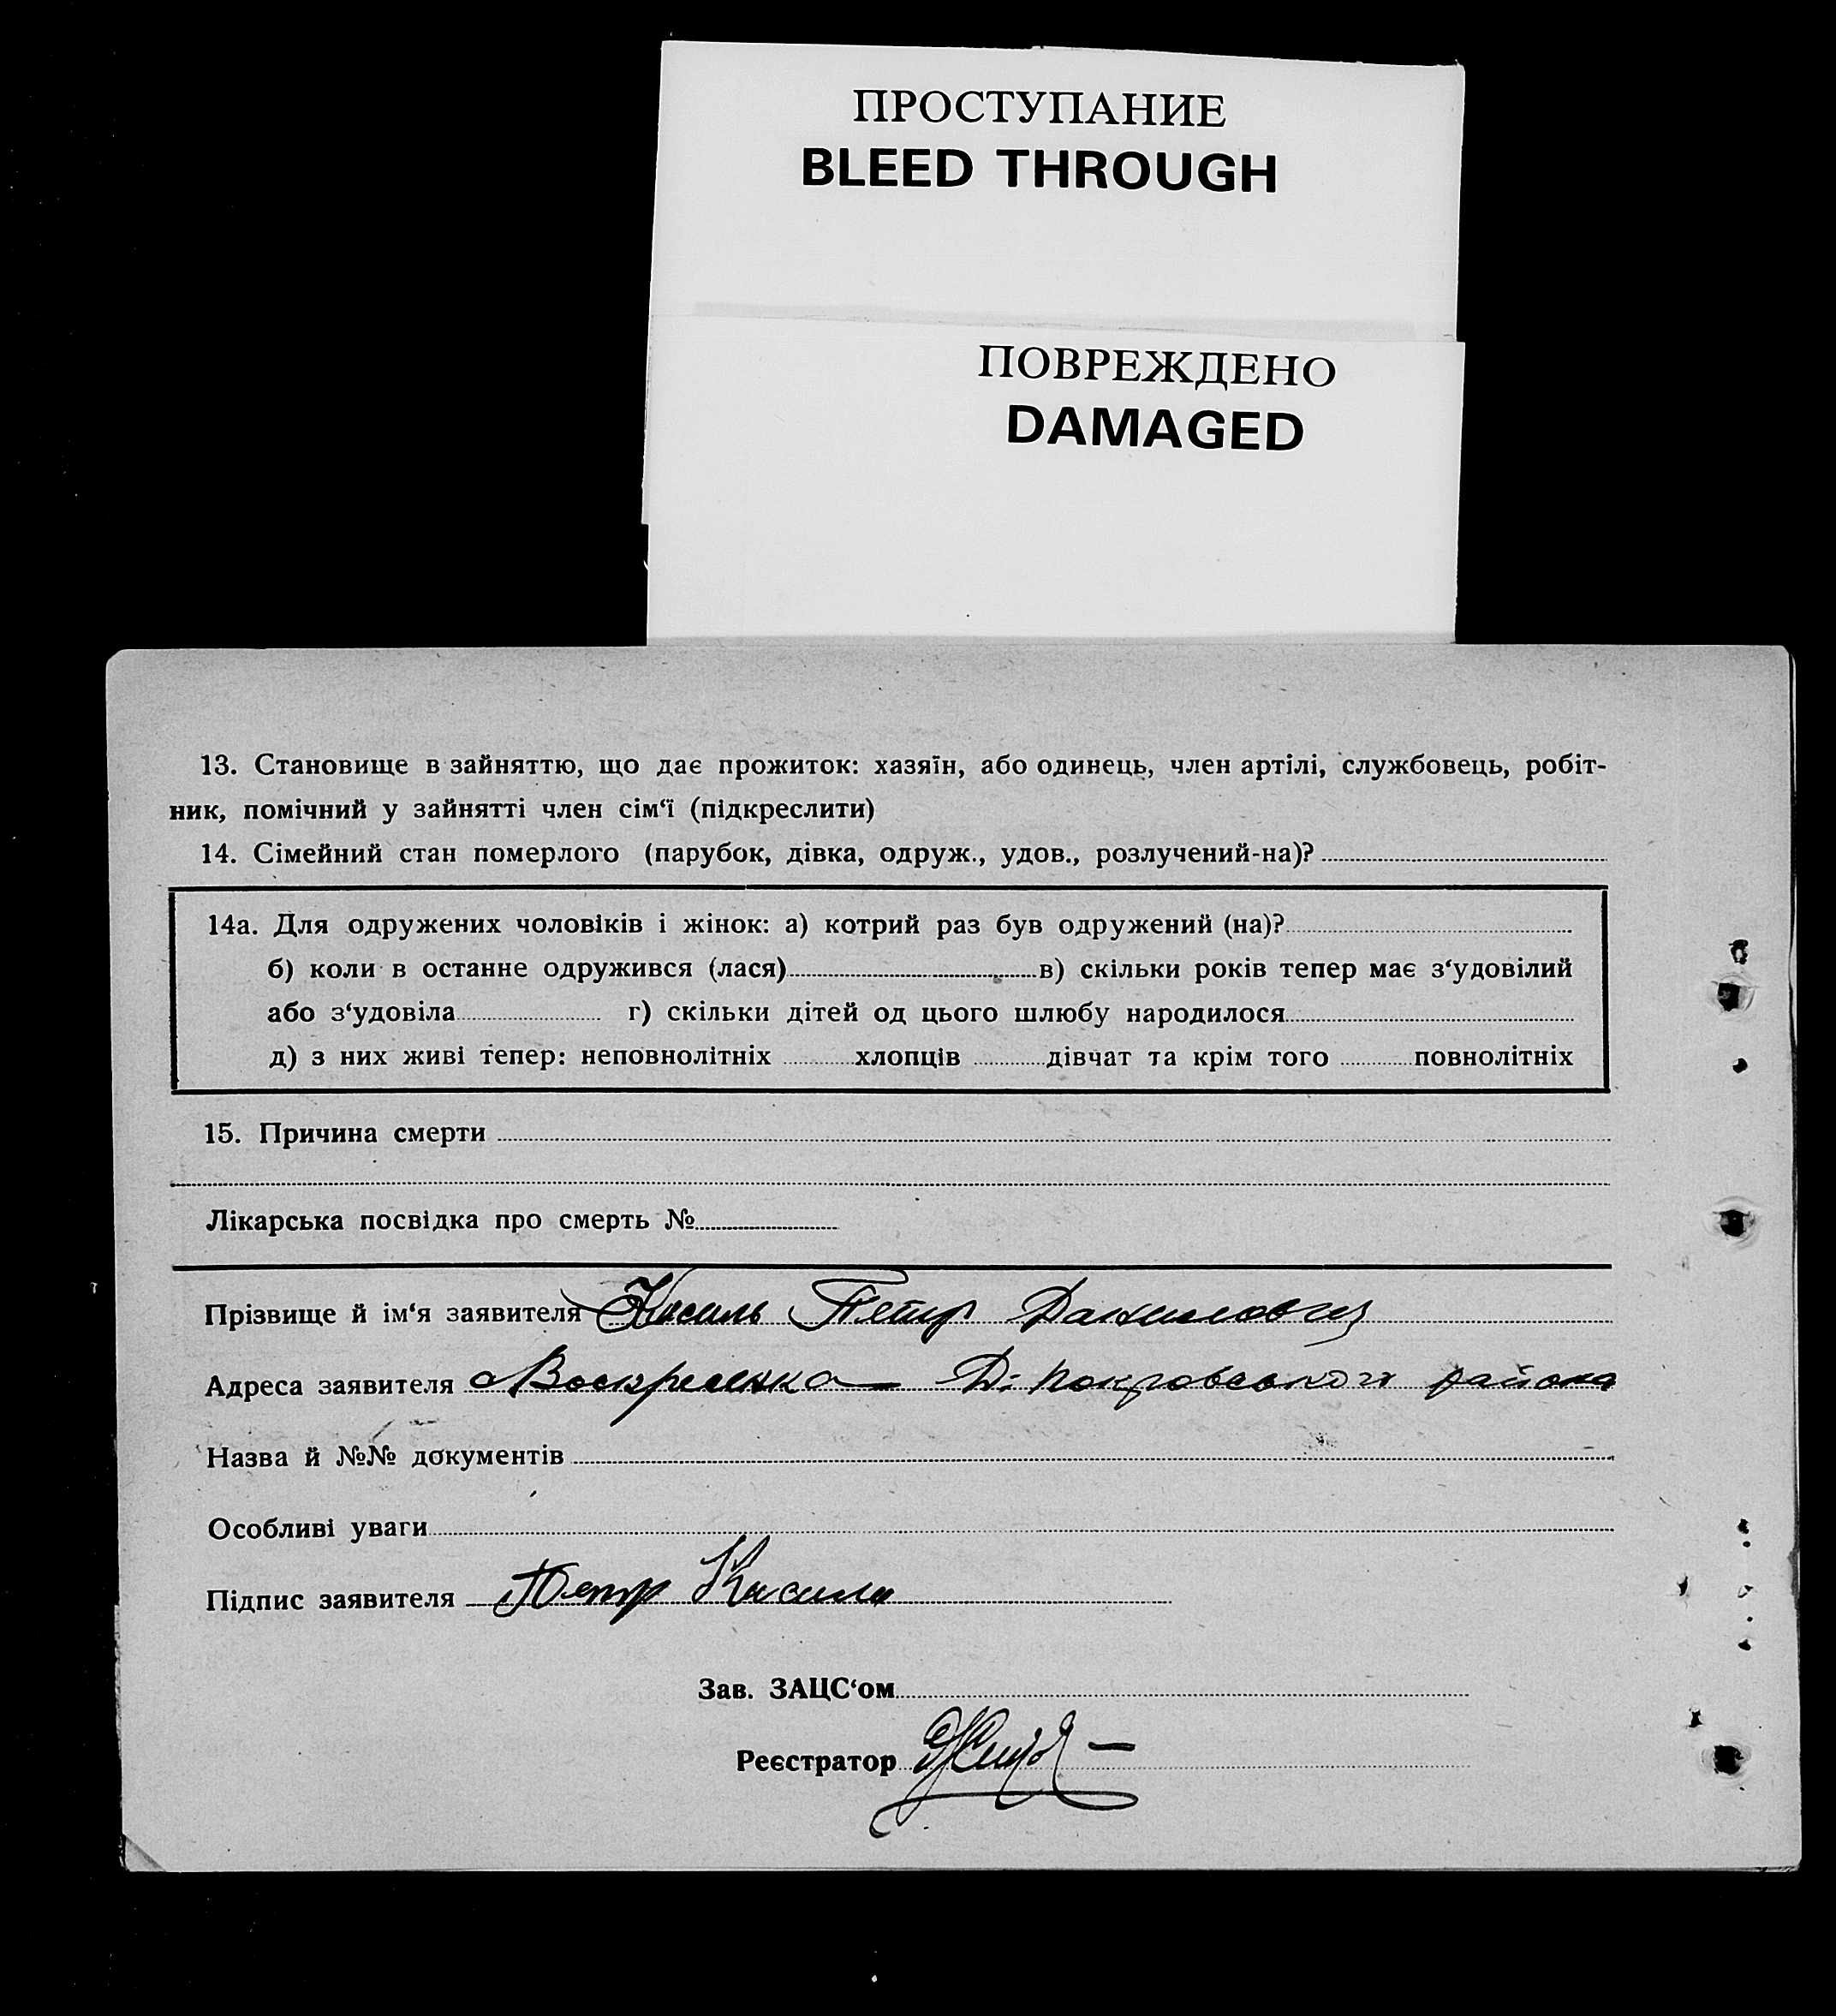 ПРОСТУПАНИЕ
BLEED THROUGH
ПОВРЕЖДЕНО
DAMAGED
13. Становище в зайняттю, що дає прожиток: хазяїн, або одинець, член артілі, службовець, робіт-
ник, помічний у зайнятті член сім‘ї (підкреслити)
14. Сімейний стан померлого (парубок, дівка, одруж., удов., розлучений-на)?
14а. Для одружених чоловіків і жінок: а) котрий раз був одружений (на)?
б) коли в останне одружився (лася) в) скільки років тепер має з‘удовілий
або з‘удовіла г) скільки дітей од цього шлюбу народилося
д) з них живі тепер: неповнолітніх хлопців дівчат та крім того повнолітніх
15. Причина смерти
Лікарська посвідка про смерть №
Прізвище й ім‘я заявителя Кисиль Петр Данилович
Адреса заявителя Воскресенка Д. Покровского района
Назва й №№ документів
Особливі уваги
Підпис заявителя Петр Кисиль
Зав. ЗАЦС‘ом
Реєстратор